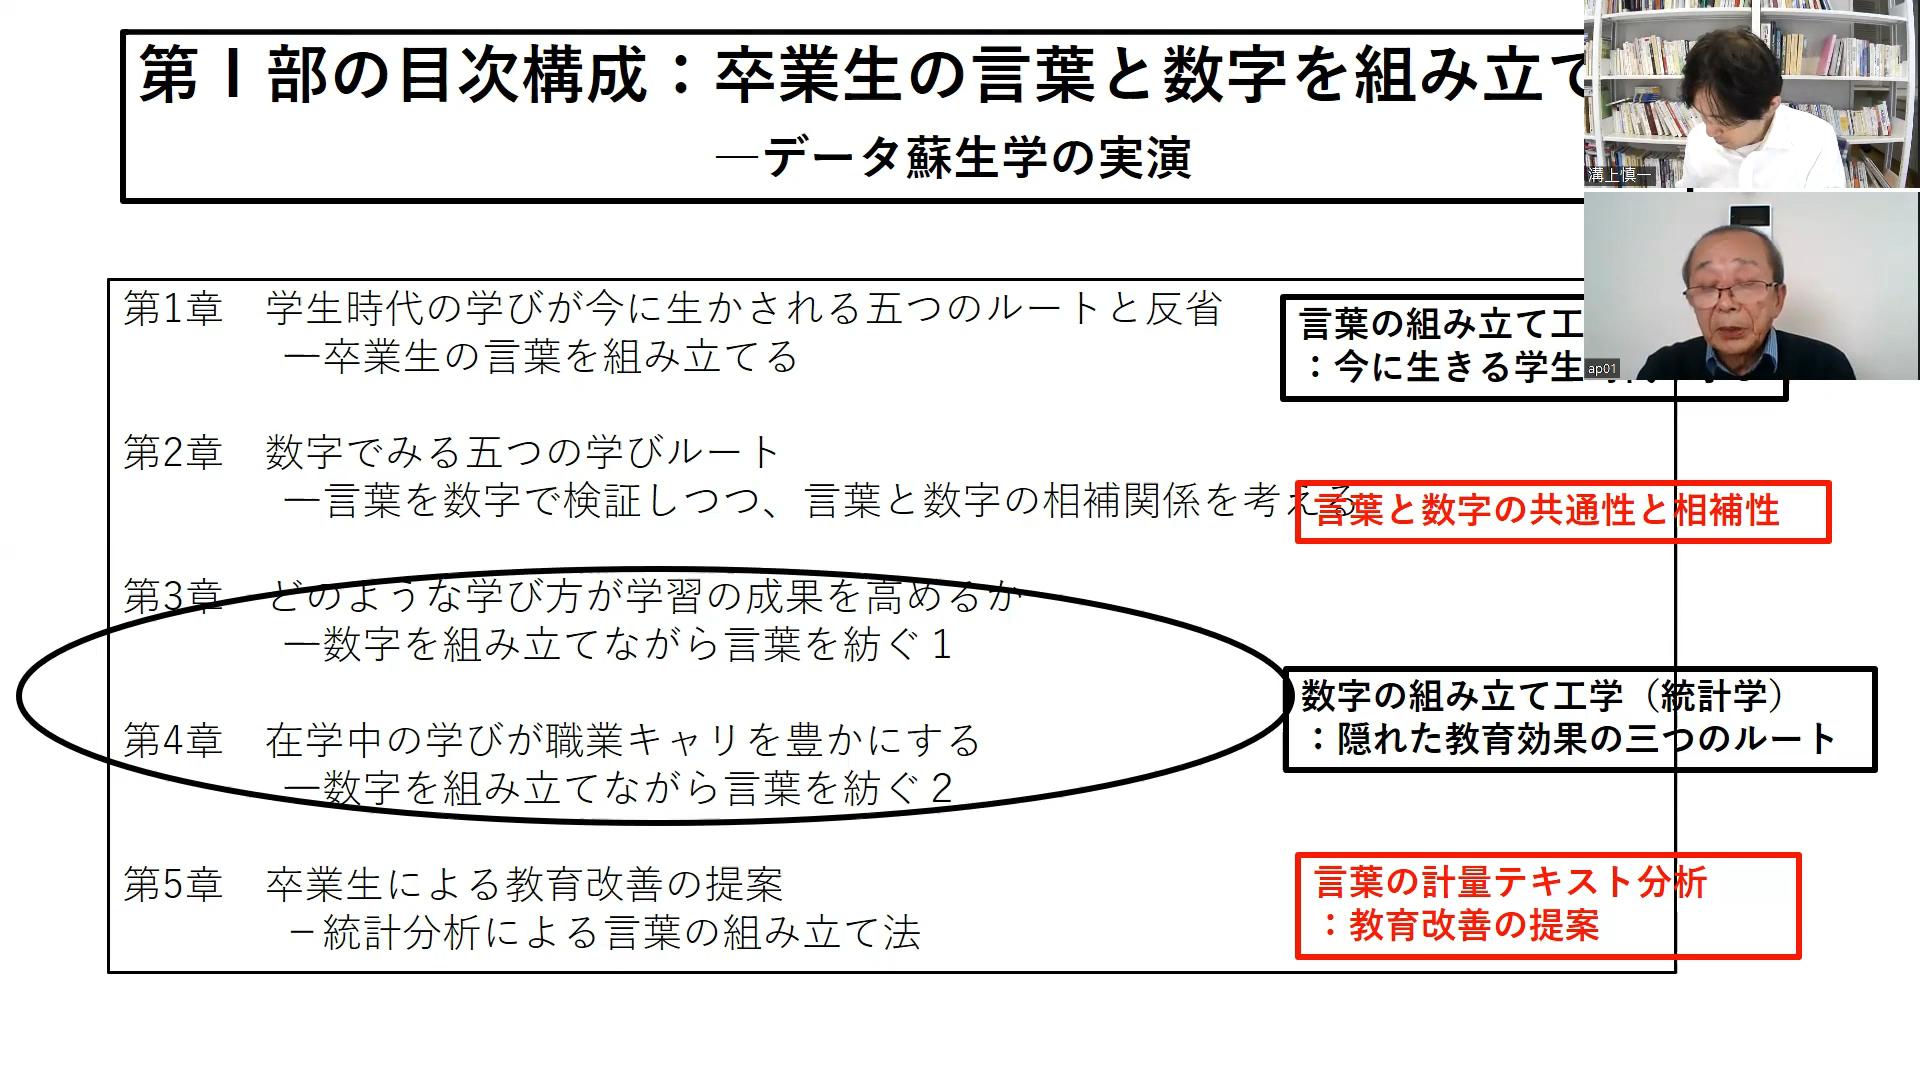 第Ⅰ部の目次構成：卒業生の言葉と数字を組み立て
―データ蘇生学の実演
溝上慎一
ap01
第1章　学生時代の学びが今に生かされる五つのルートと反省
―卒業生の言葉を組み立てる
言葉の組み立て工
：今に生きる学生
第2章　数字でみる五つの学びルート
―言葉を数字で検証しつつ、言葉と数字の相補関係を考える
言葉と数字の共通性と相補性
第3章　どのような学び方が学習の成果を高めるか
―数字を組み立てながら言葉を紡ぐ１
数字の組み立て工学（統計学）
：隠れた教育効果の三つのルート
第4章　在学中の学びが職業キャリを豊かにする
―数字を組み立てながら言葉を紡ぐ２
第5章　卒業生による教育改善の提案
－統計分析による言葉の組み立て法
言葉の計量テキスト分析
：教育改善の提案